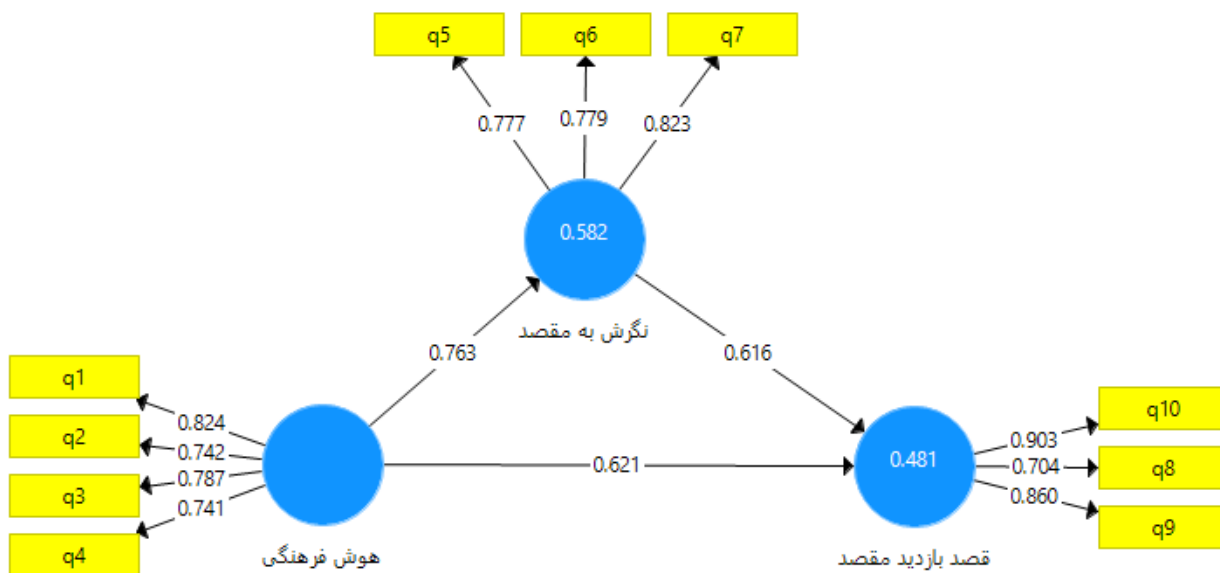 q5 q6 q7
0.777 0.779 0.823
0.582
نگرش به مقصد
0.763 0.616
q1
q2
q3
q4
0.824
0.742
0.787
0.741
هوش فرهنگی
0.621
0.481
قصد بازدید مقصد
0.903
0.704
0.860
q10
q8
q9